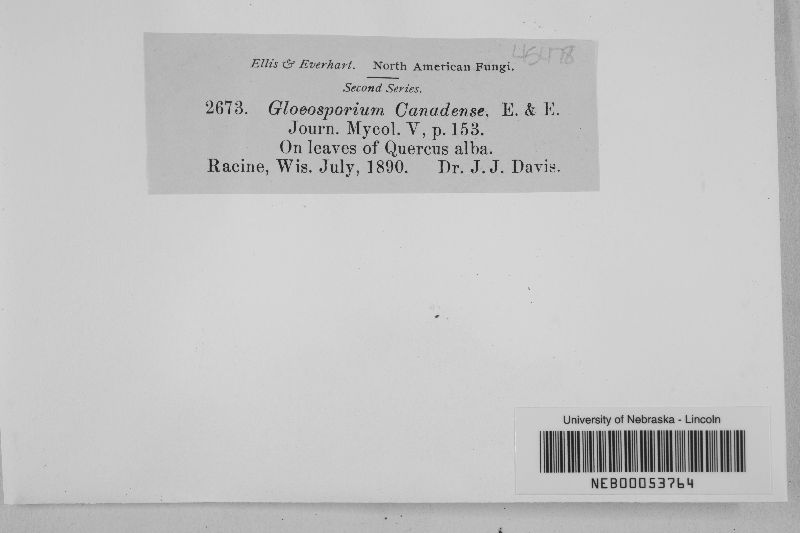 45478
Ellis & Everhart. North American Fungi.
Second Series.
2673. Gloeosporium Canadense, E. & E.
Journ. Mycol. V, p. 153.
On leaves of Quercus alba.
Racine, Wis. July, 1890. Dr. J. J. Davis.
University of Nebraska - Lincoln
NEB00053764